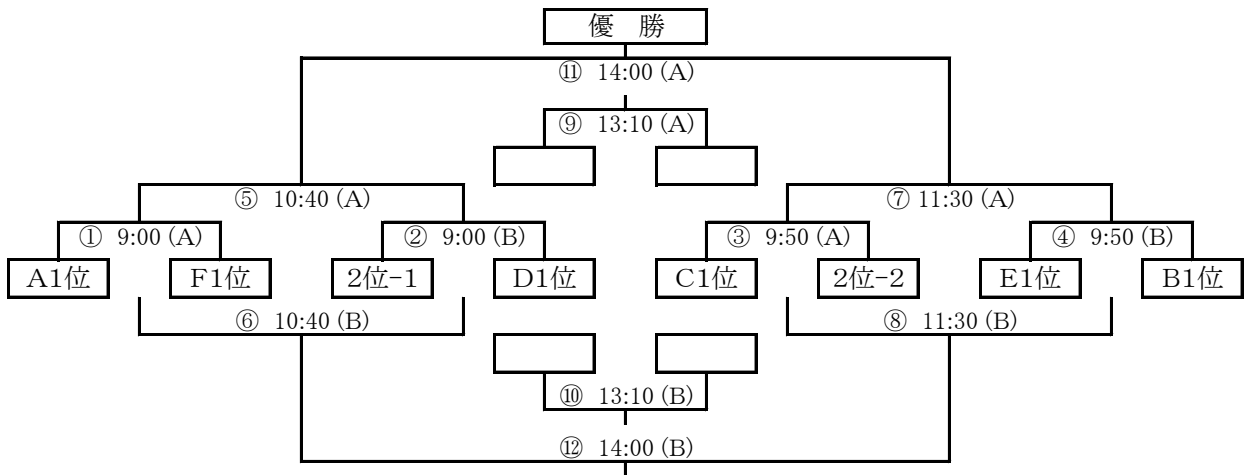 優　勝
⑪ 14:00 (A)
⑨ 13:10 (A)
⑤ 10:40 (A)
⑦ 11:30 (A)
① 9:00 (A)
② 9:00 (B)
③ 9:50 (A)
④ 9:50 (B)
A1位
F1位
2位-1
D1位
C1位
2位-2
E1位
B1位
⑥ 10:40 (B)
⑧ 11:30 (B)
⑩ 13:10 (B)
⑫ 14:00 (B)